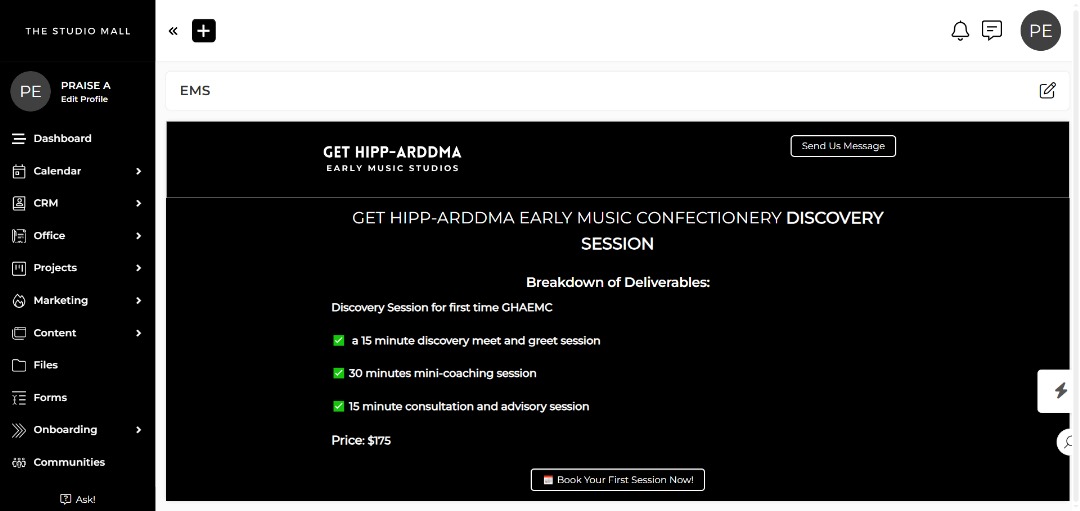 THE STUDIO MALL
«
+
PE
PE
PRAISE A
Edit Profile
Dashboard
Calendar
CRM
Office
Projects
Marketing
Content
Files
Forms
Onboarding
Communities
Ask!
EMS
GET HIPP-ARDDMA
EARLY MUSIC STUDIOS
Send Us Message
GET HIPP-ARDDMA EARLY MUSIC CONFECTIONERY DISCOVERY
SESSION
Breakdown of Deliverables:
Discovery Session for first time GHAEMC
✅ a 15 minute discovery meet and greet session
✅ 30 minutes mini-coaching session
✅ 15 minute consultation and advisory session
Price: $175
Book Your First Session Now!